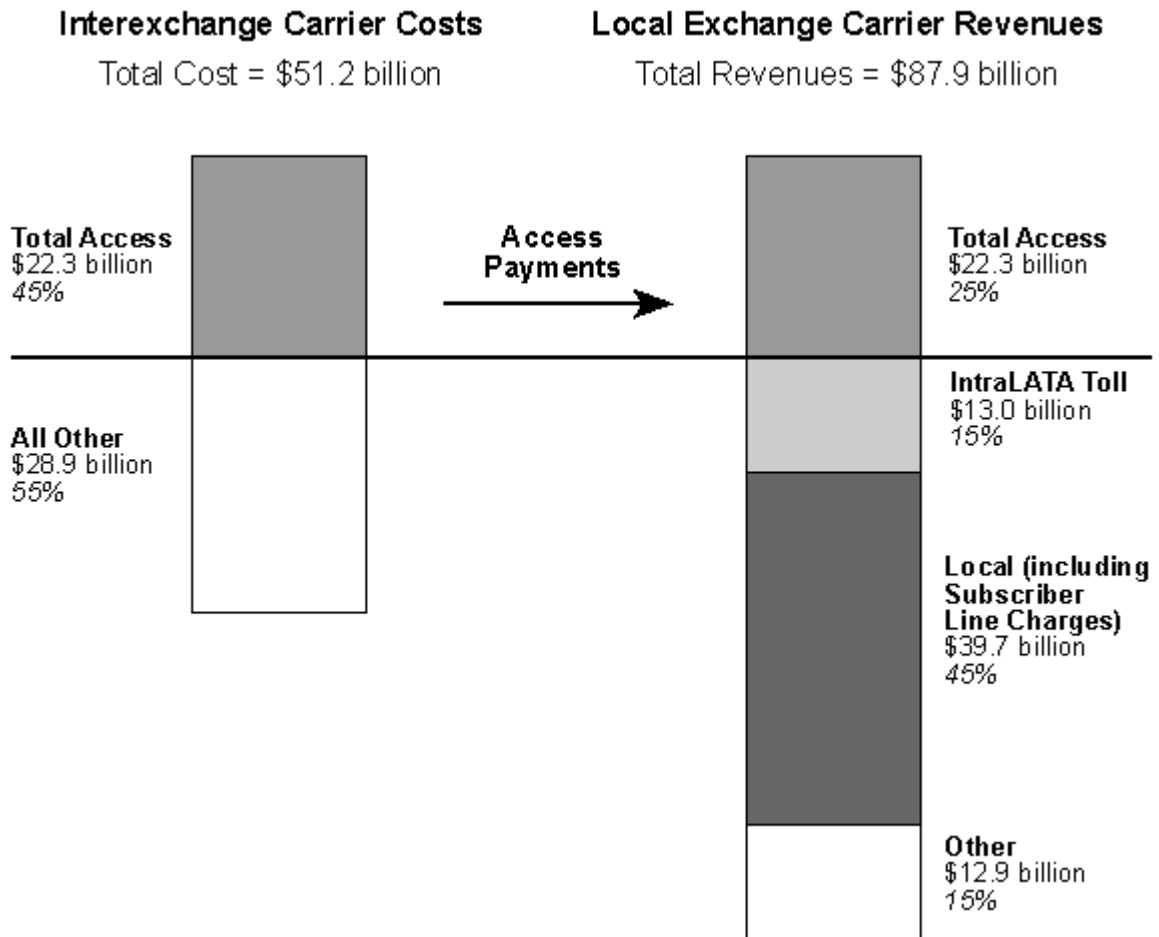 Interexchange Carrier Costs
Total Cost = $51.2 billion
Local Exchange Carrier Revenues
Total Revenues = $87.9 billion
Total Access
$22.3 billion
45%
Access
Payments
Total Access
$22.3 billion
25%
All Other
$28.9 billion
55%
IntraLATA Toll
$13.0 billion
15%
Local (including
Subscriber
Line Charges)
$39.7 billion
45%
Other
$12.9 billion
15%